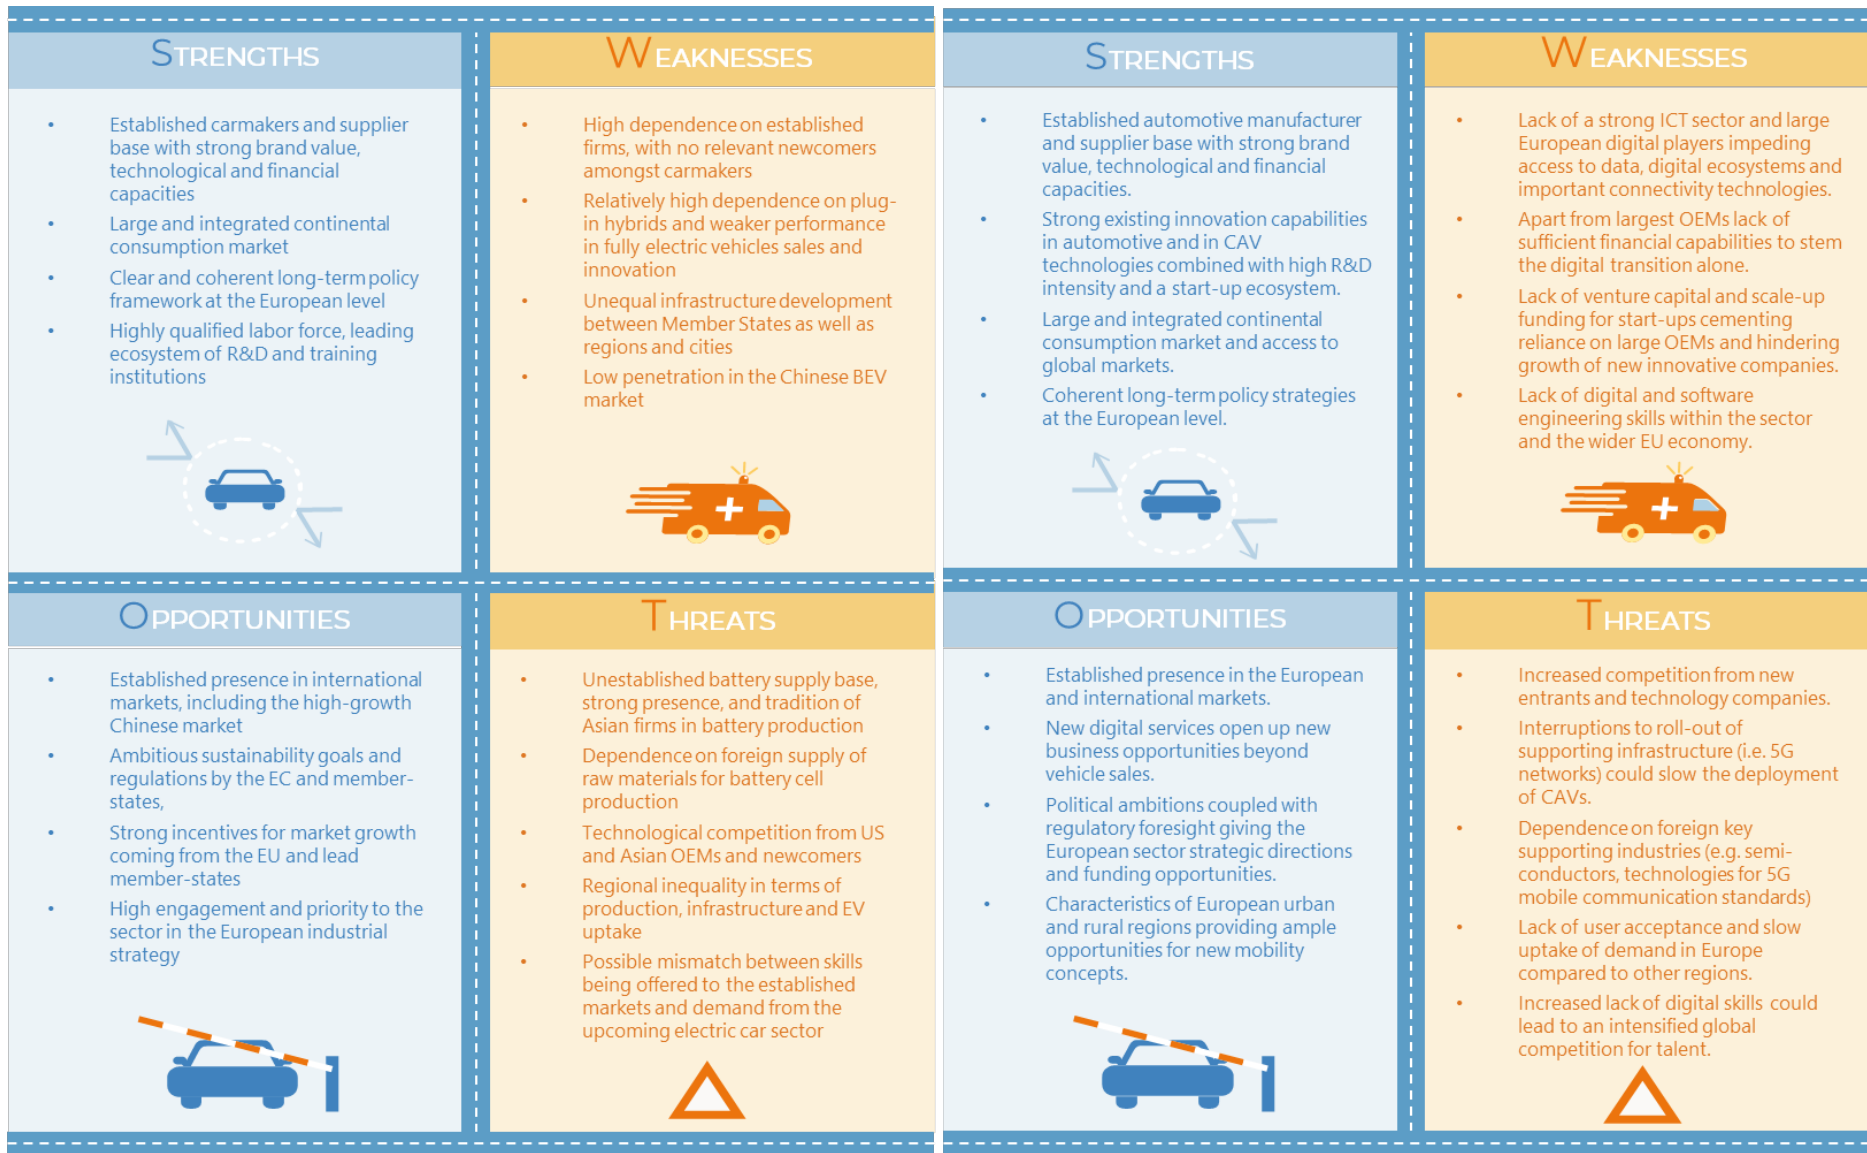 STRENGTHS
• Established carmakers and supplier
base with strong brand value,
technological and financial
capacities
• Large and integrated continental
consumption market
• Clear and coherent long-term policy
framework at the European level
• Highly qualified labor force, leading
ecosystem of R&D and training
institutions
WEAKNESSES
• High dependence on established
firms, with no relevant newcomers
amongst carmakers
• Relatively high dependence on plug-
in hybrids and weaker performance
in fully electric vehicles sales and
innovation
• Unequal infrastructure development
between Member States as well as
regions and cities
• Low penetration in the Chinese BEV
market
OPPORTUNITIES
• Established presence in international
markets, including the high-growth
Chinese market
• Ambitious sustainability goals and
regulations by the EC and member-
states,
• Strong incentives for market growth
coming from the EU and lead
member-states
• High engagement and priority to the
sector in the European industrial
strategy
THREATS
• Unestablished battery supply base,
strong presence, and tradition of
Asian firms in battery production
• Dependence on foreign supply of
raw materials for battery cell
production
• Technological competition from US
and Asian OEMs and newcomers
• Regional inequality in terms of
production, infrastructure and EV
uptake
• Possible mismatch between skills
being offered to the established
markets and demand from the
upcoming electric car sector
STRENGTHS
• Established automotive manufacturer
and supplier base with strong brand
value, technological and financial
capacities.
• Strong existing innovation capabilities
in automotive and in CAV
technologies combined with high R&D
intensity and a start-up ecosystem.
• Large and integrated continental
consumption market and access to
global markets.
• Coherent long-term policy strategies
at the European level.
WEAKNESSES
• Lack of a strong ICT sector and large
European digital players impeding
access to data, digital ecosystems and
important connectivity technologies.
• Apart from largest OEMs lack of
sufficient financial capabilities to stem
the digital transition alone.
• Lack of venture capital and scale-up
funding for start-ups cementing
reliance on large OEMs and hindering
growth of new innovative companies.
• Lack of digital and software
engineering skills within the sector
and the wider EU economy.
OPPORTUNITIES
• Established presence in the European
and international markets.
• New digital services open up new
business opportunities beyond
vehicle sales.
• Political ambitions coupled with
regulatory foresight giving the
European sector strategic directions
and funding opportunities.
• Characteristics of European urban
and rural regions providing ample
opportunities for new mobility
concepts.
THREATS
• Increased competition from new
entrants and technology companies.
• Interruptions to roll-out of
supporting infrastructure (i.e. 5G
networks) could slow the deployment
of CAVs.
• Dependence on foreign key
supporting industries (e.g. semi-
conductors, technologies for 5G
mobile communication standards)
• Lack of user acceptance and slow
uptake of demand in Europe
compared to other regions.
• Increased lack of digital skills could
lead to an intensified global
competition for talent.